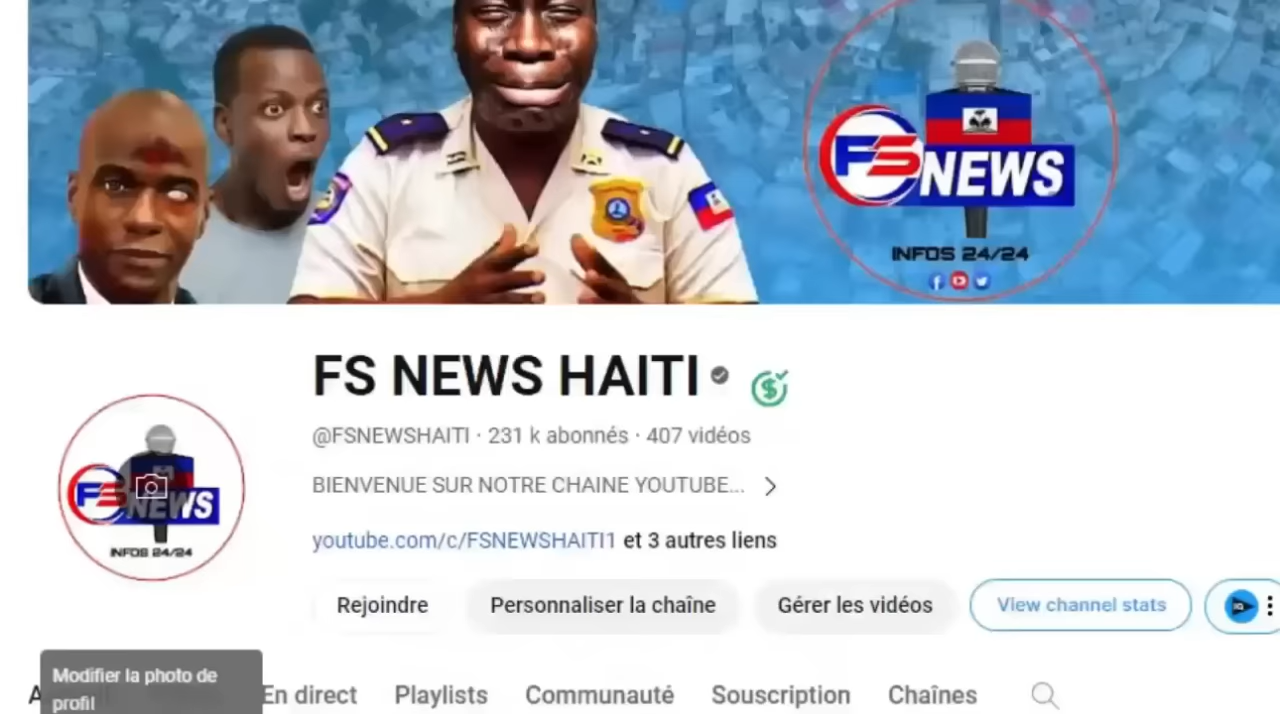 FS NEWS
INFOS 24/24
FS NEWS HAITI
@FSNEWSHAITI · 231 k abonnés · 407 vidéos
BIENVENUE SUR NOTRE CHAINE YOUTUBE...
youtube.com/c/FSNEWSHAITI1 et 3 autres liens
FS NEWS
INFOS 24/24
Rejoindre Personnaliser la chaîne Gérer les vidéos View channel stats
Modifier la photo de
profil
En direct Playlists Communauté Souscription Chaînes